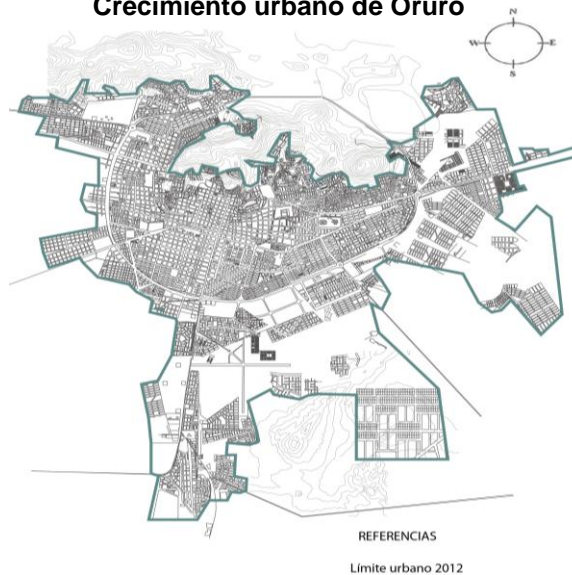 Crecimiento urbano de Oruro
N
W E
S
REFERENCIAS
Límite urbano 2012